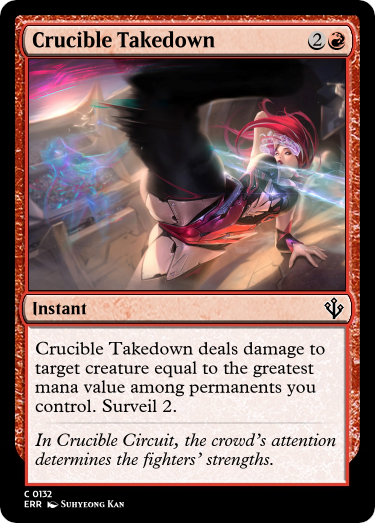 Crucible Takedown 2
Instant
Crucible Takedown deals damage to
target creature equal to the greatest
mana value among permanents you
control. Surveil 2.
In Crucible Circuit, the crowd's attention
determines the fighters' strengths.
C 0132
ERR Suhyeong Kan